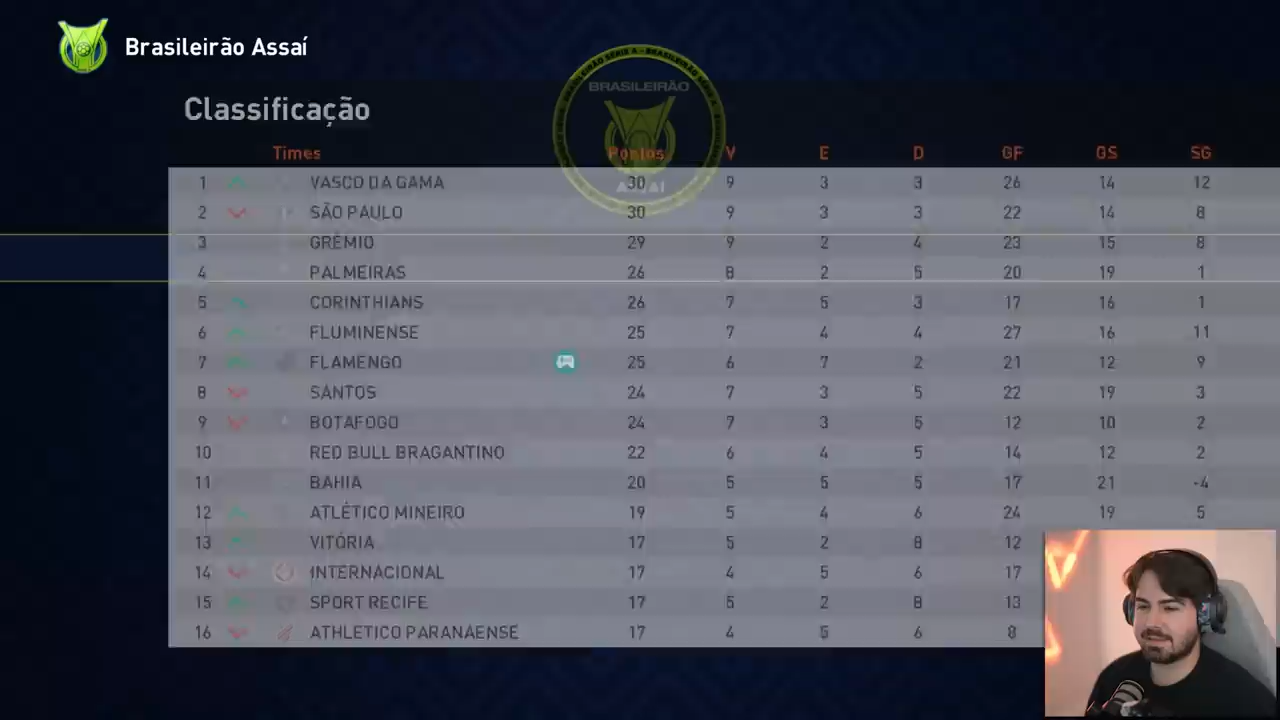 Brasileirão Assaí
BRASILEIRÃO SÉRIE A - BRASILEIRÃO SÉRIE A
BRASILEIRÃO
ASSAÍ
Classificação
Times Pontos V E D GF GS SG
1 VASCO DA GAMA 30 9 3 3 26 14 12
2 SÃO PAULO 30 9 3 3 22 14 8
3 GRÊMIO 29 9 2 4 23 15 8
4 PALMEIRAS 26 8 2 5 20 19 1
5 CORINTHIANS 26 7 5 3 17 16 1
6 FLUMINENSE 25 7 4 4 27 16 11
7 FLAMENGO 25 6 7 2 21 12 9
8 SANTOS 24 7 3 5 22 19 3
9 BOTAFOGO 24 7 3 5 12 10 2
10 RED BULL BRAGANTINO 22 6 4 5 14 12 2
11 BAHIA 20 5 5 5 17 21 -4
12 ATLÉTICO MINEIRO 19 5 4 6 24 19 5
13 VITÓRIA 17 5 2 8 12
14 INTERNACIONAL 17 4 5 6 17
15 SPORT RECIFE 17 5 2 8 13
16 ATHLETICO PARANAENSE 17 4 5 6 8